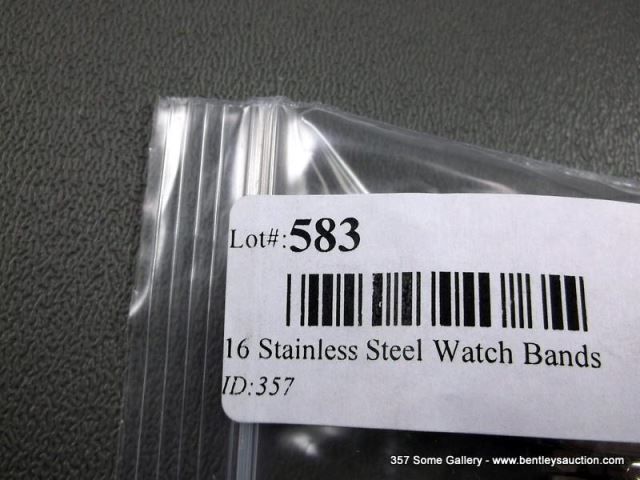 Lot#:583
16 Stainless Steel Watch Bands
ID:357
357 Some Gallery - www.bentleysauction.com